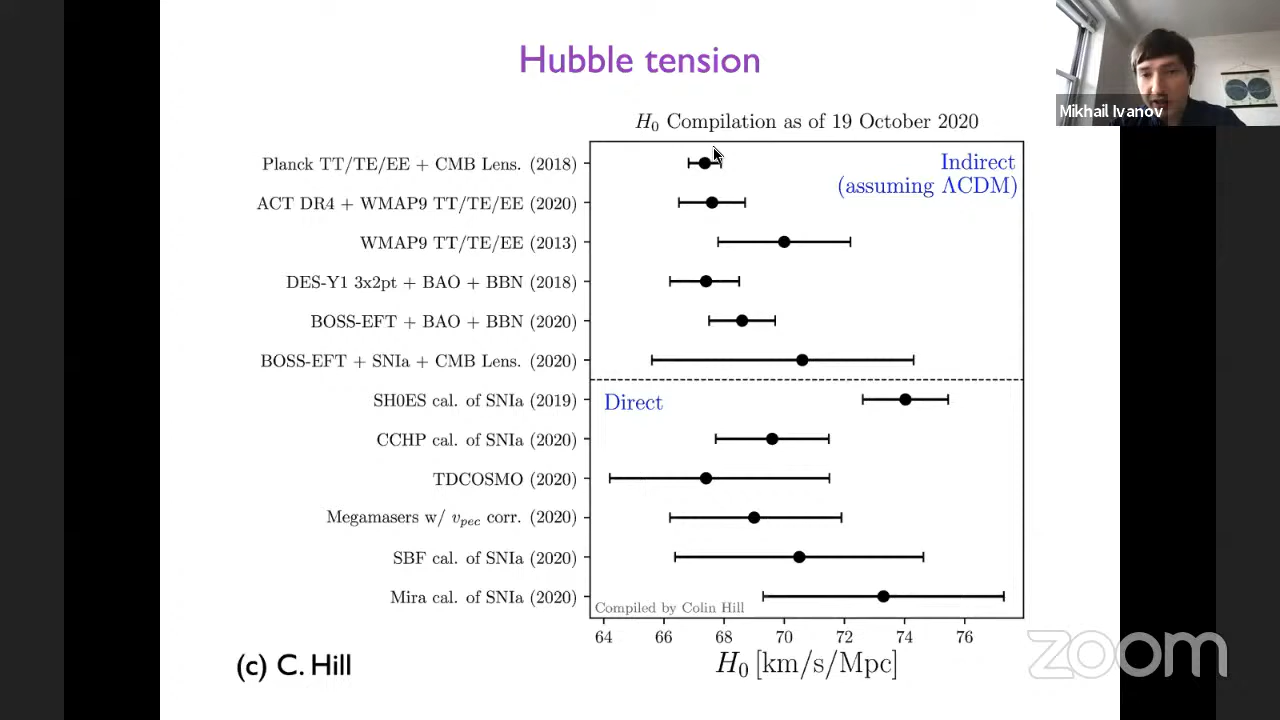 Hubble tension
Mikhail Ivanov
H0 Compilation as of 19 October 2020
Indirect
(assuming ΛCDM)
Planck TT/TE/EE + CMB Lens. (2018)
ACT DR4 + WMAP9 TT/TE/EE (2020)
WMAP9 TT/TE/EE (2013)
DES-Y1 3x2pt + BAO + BBN (2018)
BOSS-EFT + BAO + BBN (2020)
BOSS-EFT + SNIa + CMB Lens. (2020)
Direct
SH0ES cal. of SNIa (2019)
CCHP cal. of SNIa (2020)
TDCOSMO (2020)
Megamasers w/ vpec corr. (2020)
SBF cal. of SNIa (2020)
Mira cal. of SNIa (2020)
Compiled by Colin Hill
64 66 68 70 72 74 76
H0 [km/s/Mpc]
(c) C. Hill
zoom